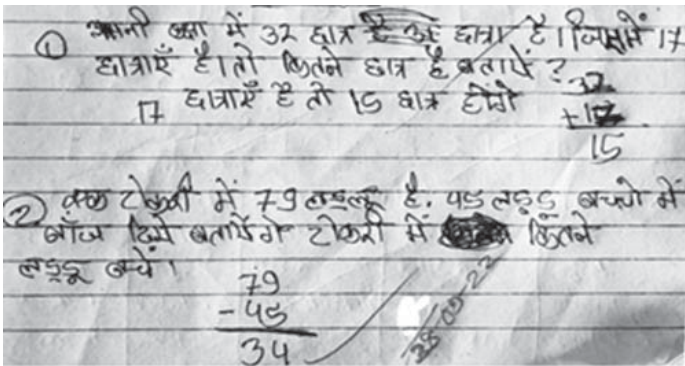 ① अपनी कक्षा में 32 छात्र है छात्रा है। जिसमें 17
छात्राएँ है। तो कितने छात्र है बतायें?
17 छात्राएँ है तो 15 छात्र होंगे
32
+17
15
② एक टोकरी में 79 लड्डू है. 45 लड्डू बच्चो में
बाँट दिये बतायेंगे टोकरी में कितने
लड्डू बचें।
79
-45
34